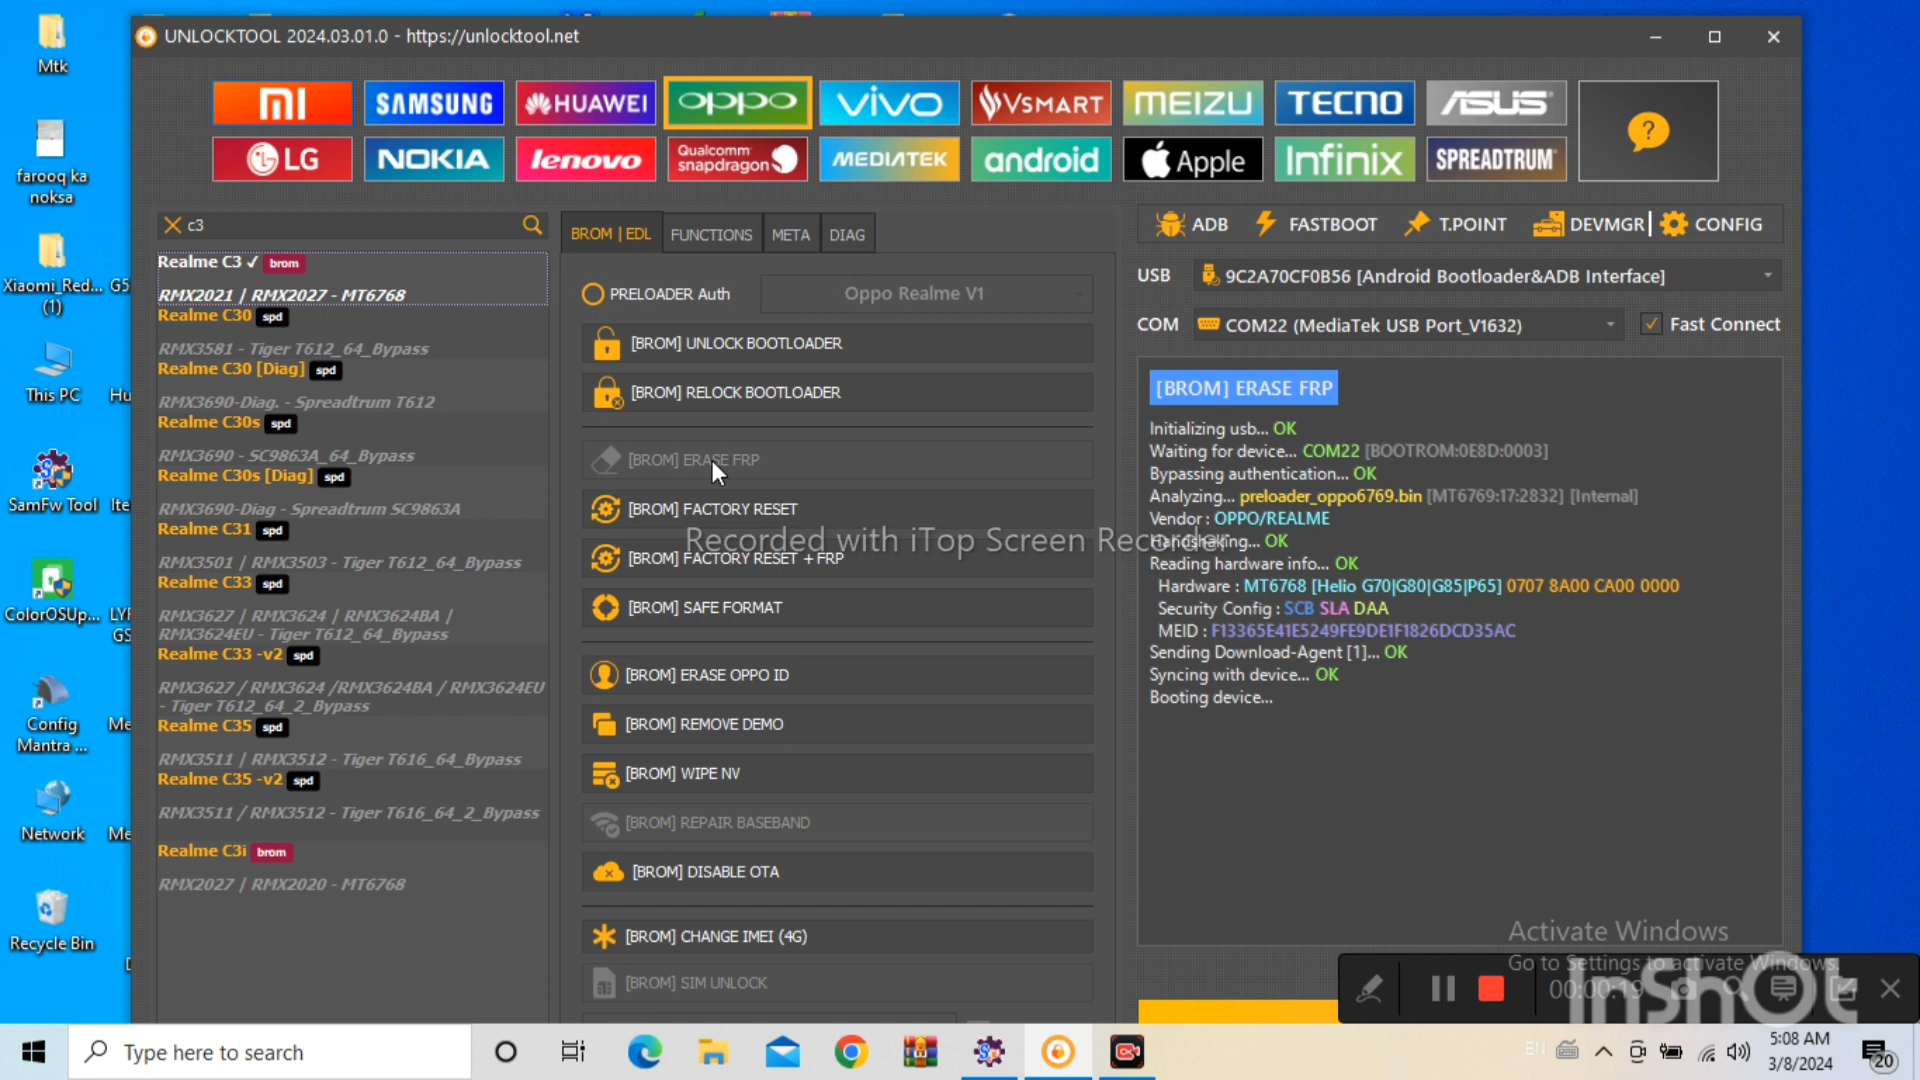 UNLOCKTOOL 2024.03.01.0 - https://unlocktool.net
Mtk
farooq ka
noksa
Xiaomi_Red...
(1)
G5
This PC
Hu
SamFw Tool
Ite
ColorOSUp...
LYF
GS
Config
Mantra ...
Me
Network
Me
Recycle Bin
D
MI
SAMSUNG
HUAWEI
oppo
vivo
VSMART
MEIZU
TECNO
ASUS
?
LG
NOKIA
lenovo
Qualcomm
snapdragon
MEDIATEK
android
Apple
Infinix
SPREADTRUM
c3
Realme C3 ✓ brom
RMX2021 | RMX2027 - MT6768
Realme C30 spd
RMX3581 - Tiger T612_64_Bypass
Realme C30 [Diag] spd
RMX3690-Diag. - Spreadtrum T612
Realme C30s spd
RMX3690 - SC9863A_64_Bypass
Realme C30s [Diag] spd
RMX3690-Diag - Spreadtrum SC9863A
Realme C31 spd
RMX3501 | RMX3503 - Tiger T612_64_Bypass
Realme C33 spd
RMX3627 | RMX3624 | RMX3624BA |
RMX3624EU - Tiger T612_64_Bypass
Realme C33 -v2 spd
RMX3627 / RMX3624 /RMX3624BA / RMX3624EU
- Tiger T612_64_2_Bypass
Realme C35 spd
RMX3511 | RMX3512 - Tiger T616_64_Bypass
Realme C35 -v2 spd
RMX3511 / RMX3512 - Tiger T616_64_2_Bypass
Realme C3i brom
RMX2027 | RMX2020 - MT6768
BROM | EDL
FUNCTIONS
META
DIAG
PRELOADER Auth
Oppo Realme V1
[BROM] UNLOCK BOOTLOADER
[BROM] RELOCK BOOTLOADER
[BROM] ERASE FRP
[BROM] FACTORY RESET
[BROM] FACTORY RESET +FRP
[BROM] SAFE FORMAT
[BROM] ERASE OPPO ID
[BROM] REMOVE DEMO
[BROM] WIPE NV
[BROM] REPAIR BASEBAND
[BROM] DISABLE OTA
[BROM] CHANGE IMEI (4G)
[BROM] SIM UNLOCK
Recorded with iTop Screen Recorder
ADB
FASTBOOT
T.POINT
DEVMGR
CONFIG
USB
9C2A70CF0B56 [Android Bootloader&ADB Interface]
COM
COM22 (MediaTek USB Port_V1632)
Fast Connect
[BROM] ERASE FRP
Initializing usb... OK
Waiting for device... COM22 [BOOTROM:0E8D:0003]
Bypassing authentication... OK
Analyzing... preloader_oppo6769.bin [MT6769:17:2832] [Internal]
Vendor : OPPO/REALME
Handshaking... OK
Reading hardware info... OK
Hardware : MT6768 [Helio G70|G80|G85|P65] 0707 8A00 CA00 0000
Security Config : SCB SLA DAA
MEID : F13365E41E5249FE9DE1F1826DCD35AC
Sending Download-Agent [1]... OK
Syncing with device... OK
Booting device...
Activate Windows
Go to Settings to activate Windows.
00:00:19
InShOt
Type here to search
EN
5:08 AM
3/8/2024
20